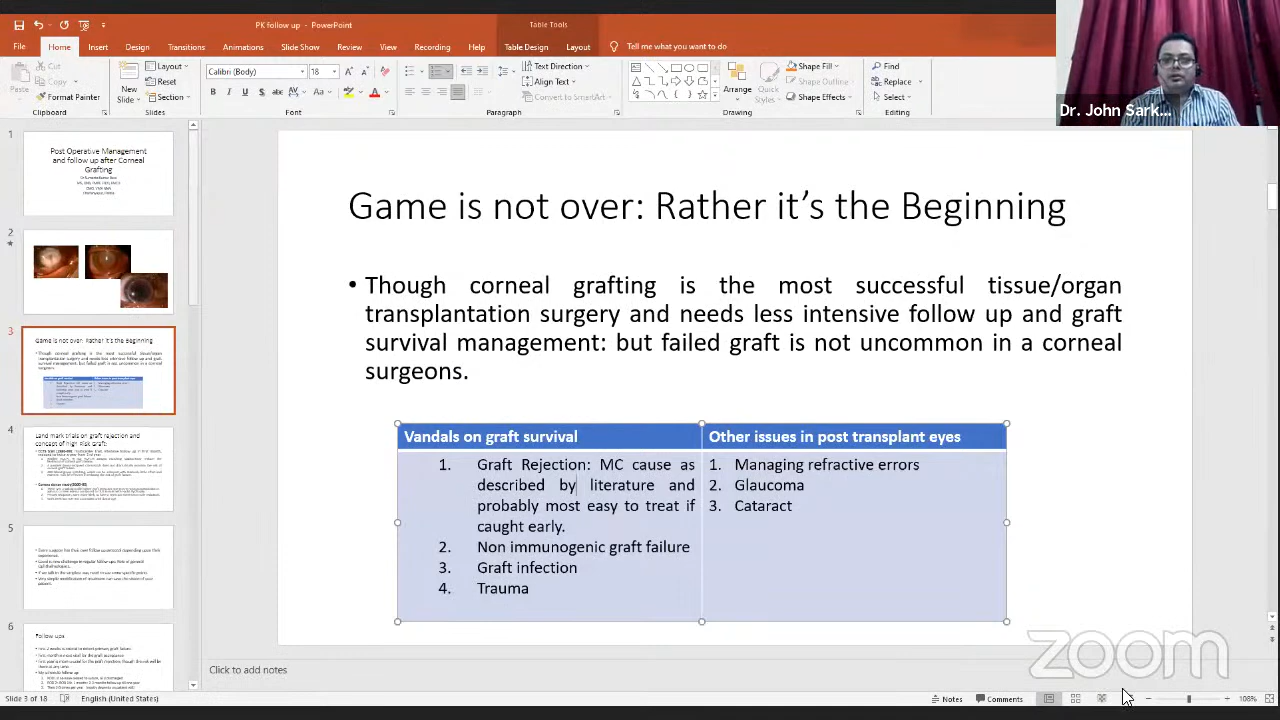 PK follow up - PowerPoint
Table Tools
File Home Insert Design Transitions Animations Slide Show Review View Recording Help Table Design Layout Tell me what you want to do
Cut
Copy
Format Painter
Paste
Clipboard
New Slide
Layout
Reset
Section
Slides
Calibri (Body) 18
Font
Text Direction
Align Text
Convert to SmartArt
Paragraph
Arrange
Quick Styles
Shape Fill
Shape Outline
Shape Effects
Drawing
Find
Replace
Select
Editing
Dr. John Sark...
1
Post Operative Management
and follow up after Corneal
Grafting
2
3
Game is not over: Rather it's the Beginning
4
Land mark trials on graft rejection and
concept of high Risk Graft:
5
6
Follow ups
Game is not over: Rather it's the Beginning
• Though corneal grafting is the most successful tissue/organ
transplantation surgery and needs less intensive follow up and graft
survival management: but failed graft is not uncommon in a corneal
surgeons.
Vandals on graft survival
1. Graft Rejection: MC cause as
described by literature and
probably most easy to treat if
caught early.
2. Non immunogenic graft failure
3. Graft infection
4. Trauma
Other issues in post transplant eyes
1. Managing refractive errors
2. Glaucoma
3. Cataract
zoom
Click to add notes
Slide 3 of 18 English (United States) Notes Comments 108%